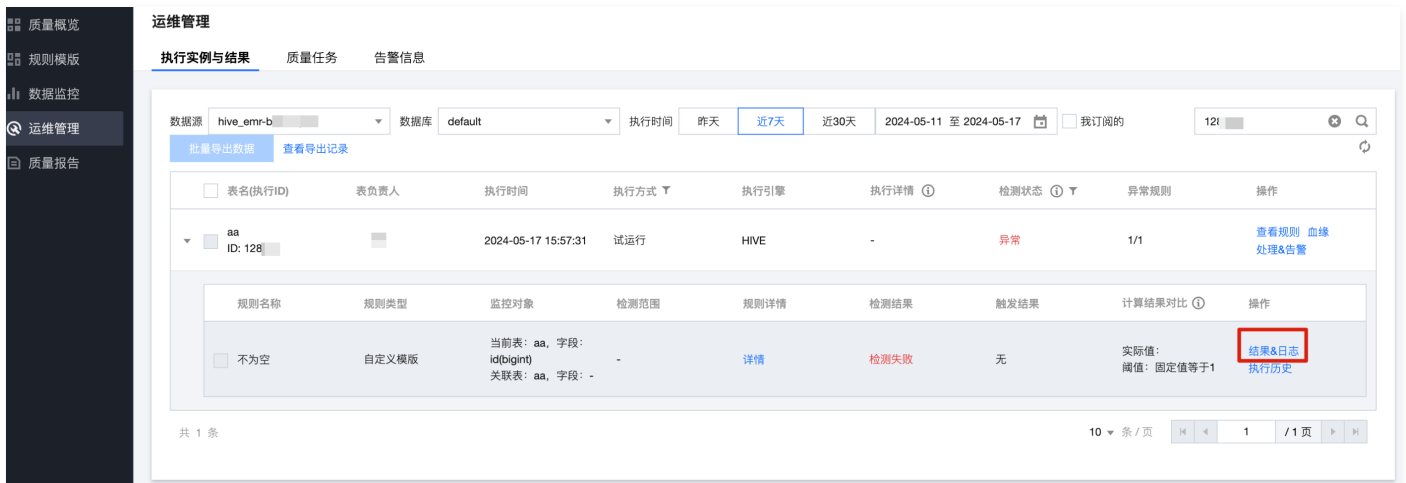 质量概览
规则模版
数据监控
运维管理
质量报告
运维管理
执行实例与结果 质量任务 告警信息
数据源 hive_emr-b 数据库 default 执行时间 昨天 近7天 近30天 2024-05-11 至 2024-05-17 我订阅的 128
批量导出数据 查看导出记录
表名(执行ID) 表负责人 执行时间 执行方式 执行引擎 执行详情 检测状态 异常规则 操作
aa
ID: 128
2024-05-17 15:57:31 试运行 HIVE - 异常 1/1
查看规则 血缘
处理&告警
规则名称 规则类型 监控对象 检测范围 规则详情 检测结果 触发结果 计算结果对比 操作
不为空 自定义模版
当前表：aa，字段：
id(bigint)
关联表：aa，字段：-
- 详情 检测失败 无
实际值：
阈值：固定值等于1
结果&日志
执行历史
共 1 条 10 条 / 页 1 / 1 页